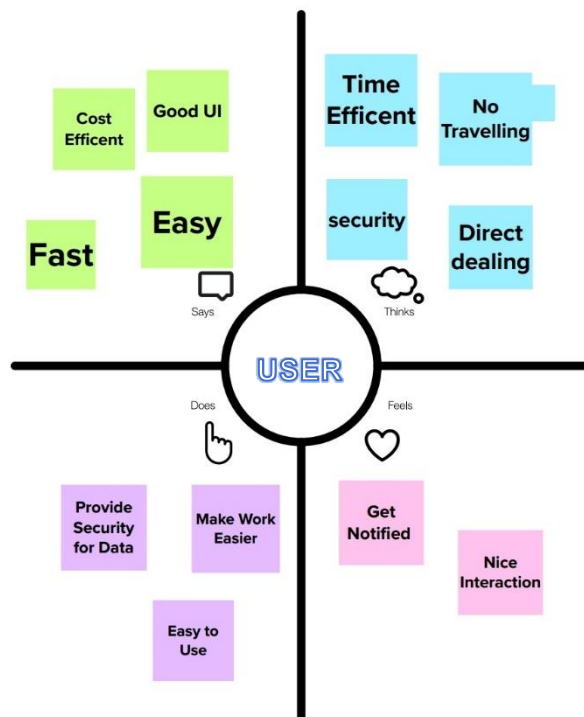 Cost
Efficent
Good UI
Fast
Easy
Says
Time
Efficent
No
Travelling
security
Direct
dealing
Thinks
USER
Does
Feels
Provide
Security
for Data
Make Work
Easier
Easy to
Use
Get
Notified
Nice
Interaction